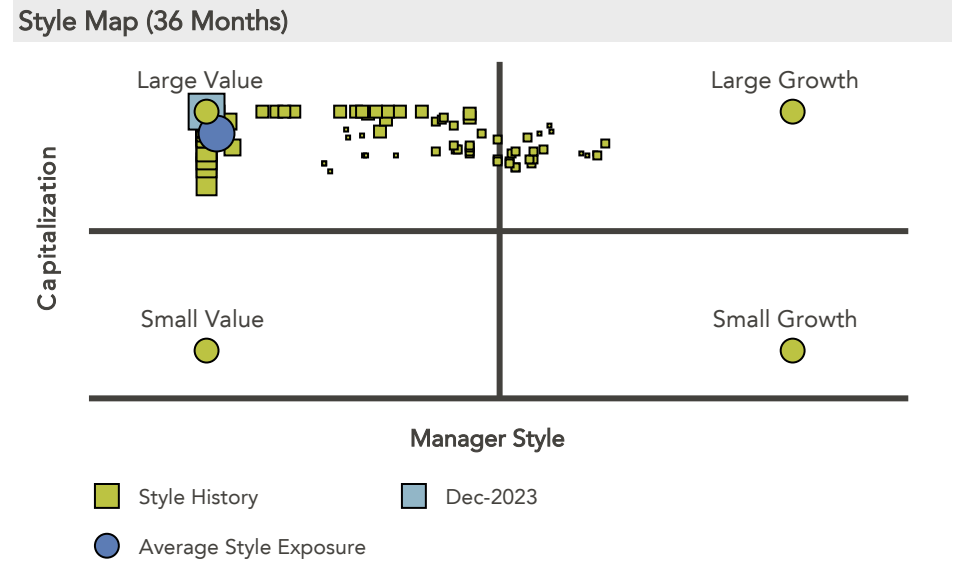 Style Map (36 Months)
Large Value
Large Growth
Capitalization
Small Value
Small Growth
Manager Style
Style History
Dec-2023
Average Style Exposure